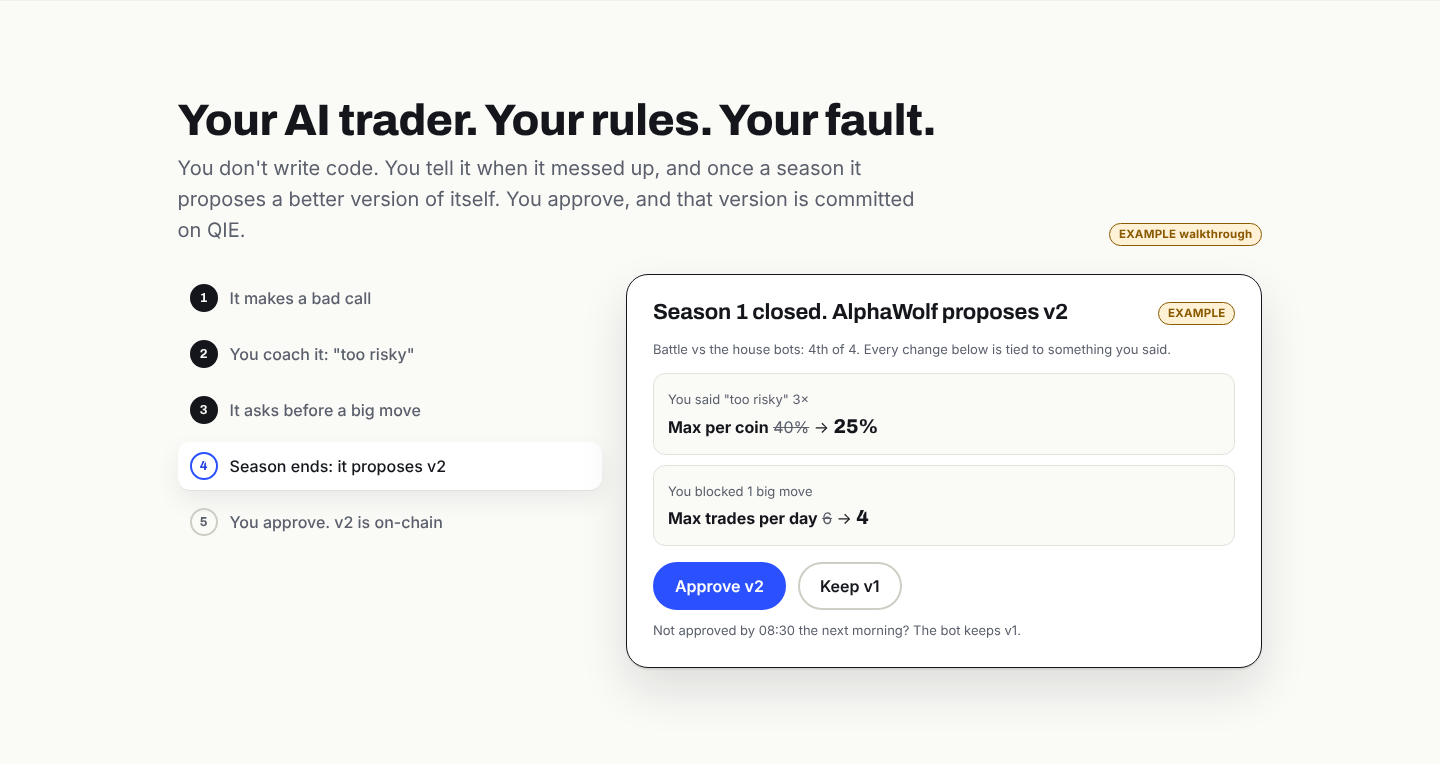 Your AI trader. Your rules. Your fault.
You don't write code. You tell it when it messed up, and once a season it
proposes a better version of itself. You approve, and that version is committed
on QIE.
EXAMPLE walkthrough
1 It makes a bad call
2 You coach it: "too risky"
3 It asks before a big move
4 Season ends: it proposes v2
5 You approve. v2 is on-chain
Season 1 closed. AlphaWolf proposes v2
EXAMPLE
Battle vs the house bots: 4th of 4. Every change below is tied to something you said.
You said "too risky" 3×
Max per coin 40% → 25%
You blocked 1 big move
Max trades per day 6 → 4
Approve v2
Keep v1
Not approved by 08:30 the next morning? The bot keeps v1.